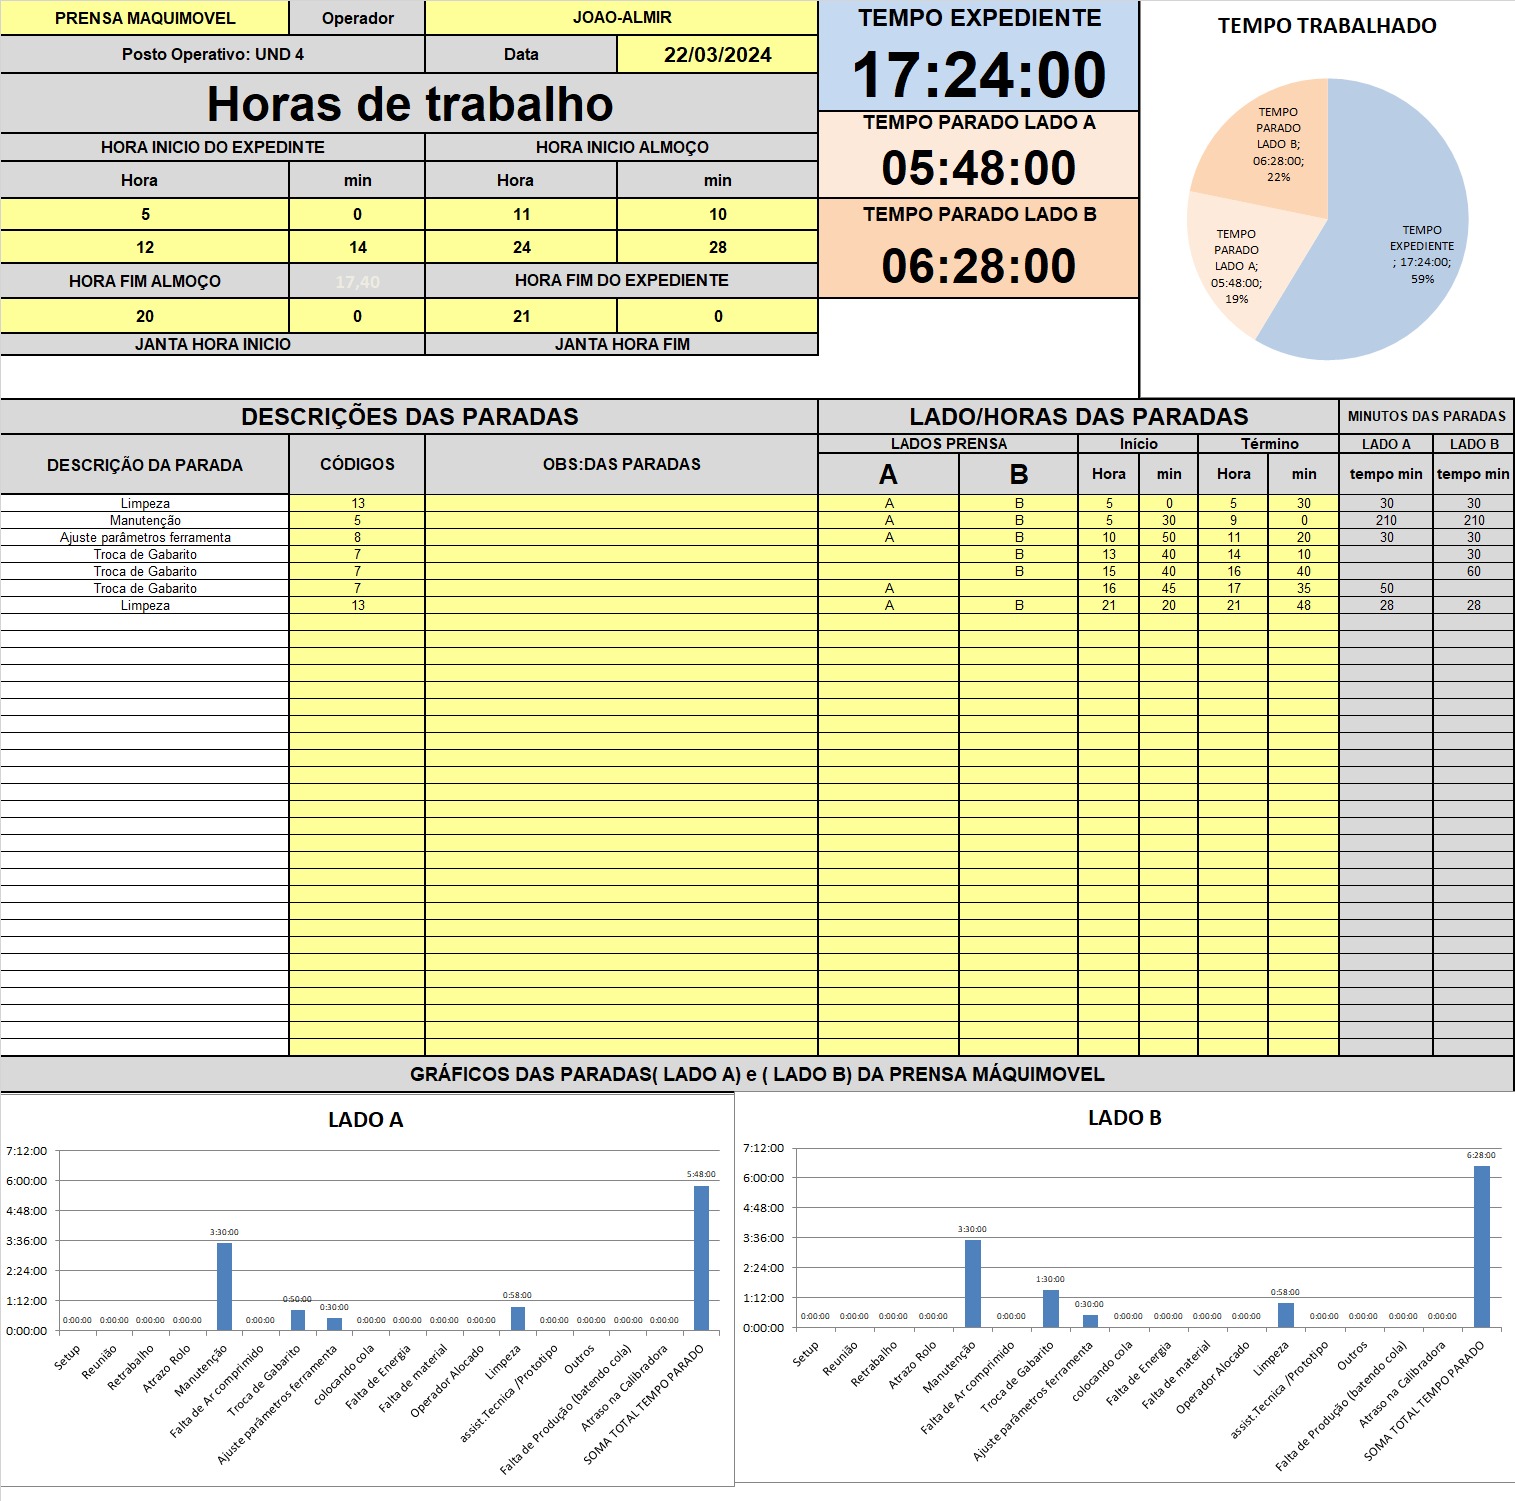 PRENSA MAQUIMOVEL Operador JOAO-ALMIR
Posto Operativo: UND 4 Data 22/03/2024
Horas de trabalho
HORA INICIO DO EXPEDINTE HORA INICIO ALMOÇO
Hora min Hora min
5 0 11 10
12 14 24 28
HORA FIM ALMOÇO 17,40 HORA FIM DO EXPEDIENTE
20 0 21 0
JANTA HORA INICIO JANTA HORA FIM
TEMPO EXPEDIENTE
17:24:00
TEMPO PARADO LADO A
05:48:00
TEMPO PARADO LADO B
06:28:00
TEMPO TRABALHADO
TEMPO
PARADO
LADO B;
06:28:00;
22%
TEMPO
PARADO
LADO A;
05:48:00;
19%
TEMPO
EXPEDIENTE
; 17:24:00;
59%
DESCRIÇÕES DAS PARADAS LADO/HORAS DAS PARADAS MINUTOS DAS PARADAS
DESCRIÇÃO DA PARADA CÓDIGOS OBS:DAS PARADAS LADOS PRENSA Início Término LADO A LADO B
A B Hora min Hora min tempo min tempo min
Limpeza 13 A B 5 0 5 30 30 30
Manutenção 5 A B 5 30 9 0 210 210
Ajuste parâmetros ferramenta 8 A B 10 50 11 20 30 30
Troca de Gabarito 7 B 13 40 14 10 30
Troca de Gabarito 7 B 15 40 16 40 60
Troca de Gabarito 7 A 16 45 17 35 50
Limpeza 13 A B 21 20 21 48 28 28
GRÁFICOS DAS PARADAS( LADO A) e ( LADO B) DA PRENSA MÁQUIMOVEL
LADO A
7:12:00
6:00:00
4:48:00
3:36:00
2:24:00
1:12:00
0:00:00
0:00:00 0:00:00 0:00:00 0:00:00 3:30:00 0:00:00 0:50:00 0:30:00 0:00:00 0:00:00 0:00:00 0:00:00 0:58:00 0:00:00 0:00:00 0:00:00 0:00:00 5:48:00
Setup
Reunião
Retrabalho
Atrazo Rolo
Manutenção
Falta de Ar comprimido
Troca de Gabarito
Ajuste parâmetros ferramenta
colocando cola
Falta de Energia
Falta de material
Operador Alocado
Limpeza
assist.Tecnica /Prototipo
Outros
Falta de Produção (batendo cola)
Atraso na Calibradora
SOMA TOTAL TEMPO PARADO
LADO B
7:12:00
6:00:00
4:48:00
3:36:00
2:24:00
1:12:00
0:00:00
0:00:00 0:00:00 0:00:00 0:00:00 3:30:00 0:00:00 1:30:00 0:30:00 0:00:00 0:00:00 0:00:00 0:00:00 0:58:00 0:00:00 0:00:00 0:00:00 0:00:00 6:28:00
Setup
Reunião
Retrabalho
Atrazo Rolo
Manutenção
Falta de Ar comprimido
Troca de Gabarito
Ajuste parâmetros ferramenta
colocando cola
Falta de Energia
Falta de material
Operador Alocado
Limpeza
assist.Tecnica /Prototipo
Outros
Falta de Produção (batendo cola)
Atraso na Calibradora
SOMA TOTAL TEMPO PARADO